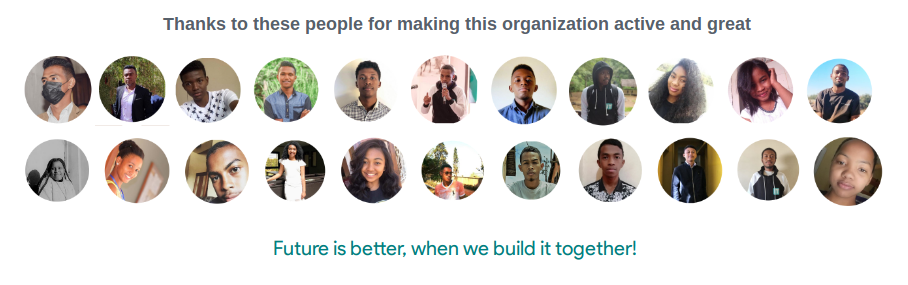 Thanks to these people for making this organization active and great
Future is better, when we build it together!